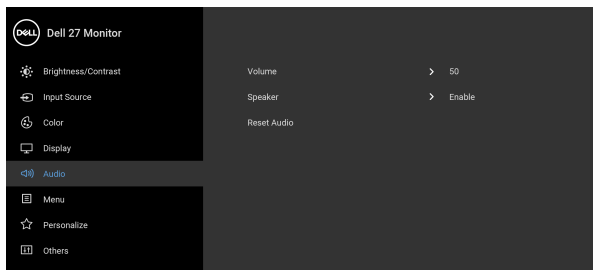 DELL Dell 27 Monitor
Brightness/Contrast
Input Source
Color
Display
Audio
Menu
Personalize
Others
Volume 50
Speaker Enable
Reset Audio